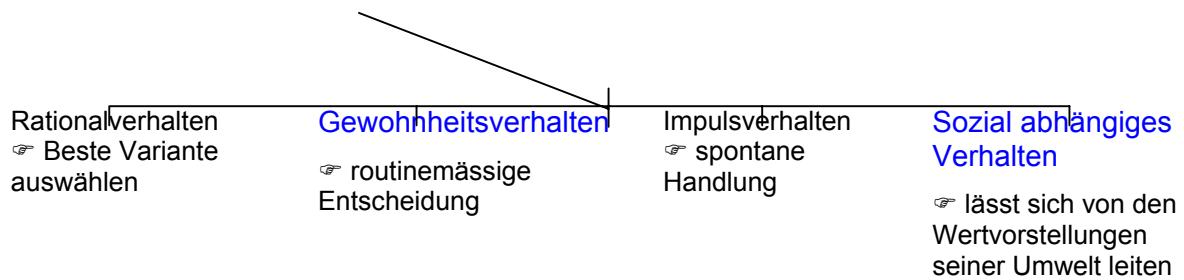 Rationalverhalten
☞ Beste Variante
auswählen
Gewohnheitsverhalten
☞ routinemässige
Entscheidung
Impulsverhalten
☞ spontane
Handlung
Sozial abhängiges
Verhalten
☞ lässt sich von den
Wertvorstellungen
seiner Umwelt leiten